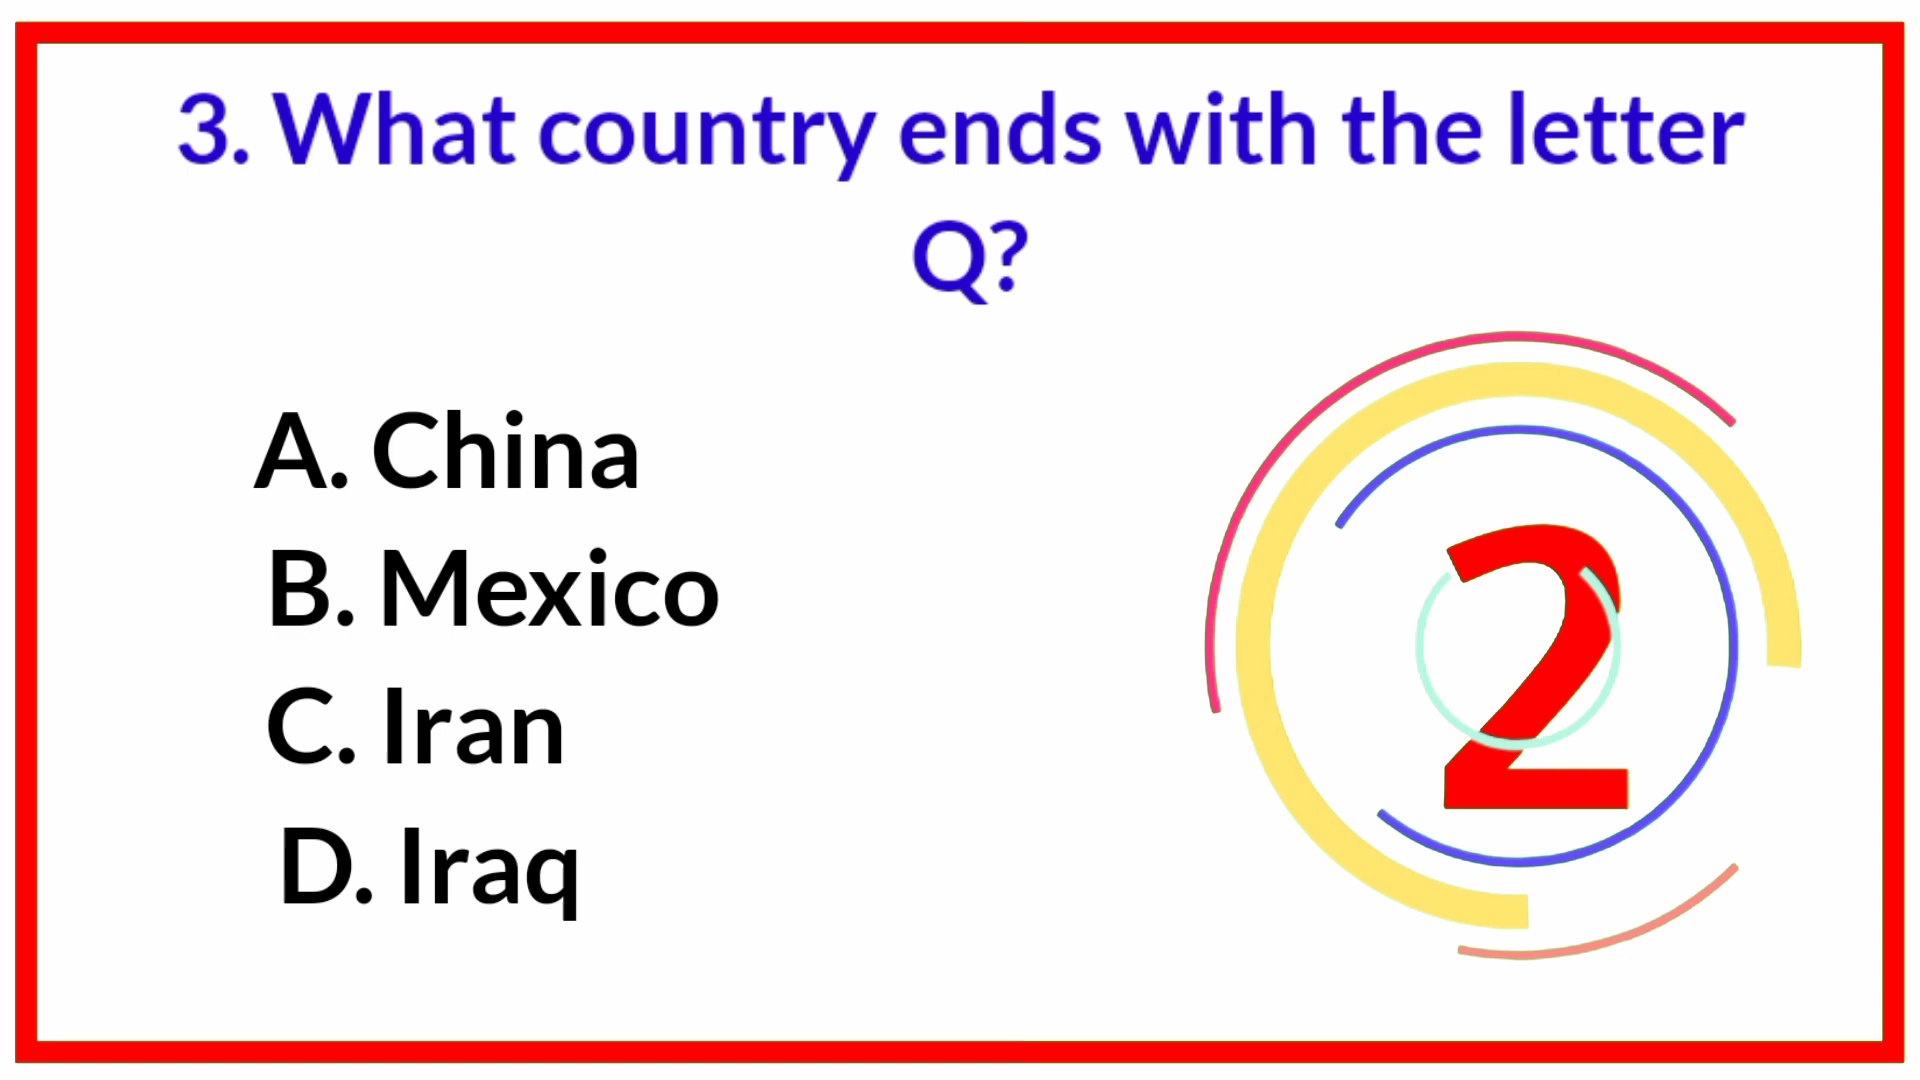 3. What country ends with the letter
Q?
A. China
B. Mexico
C. Iran
D. Iraq
2